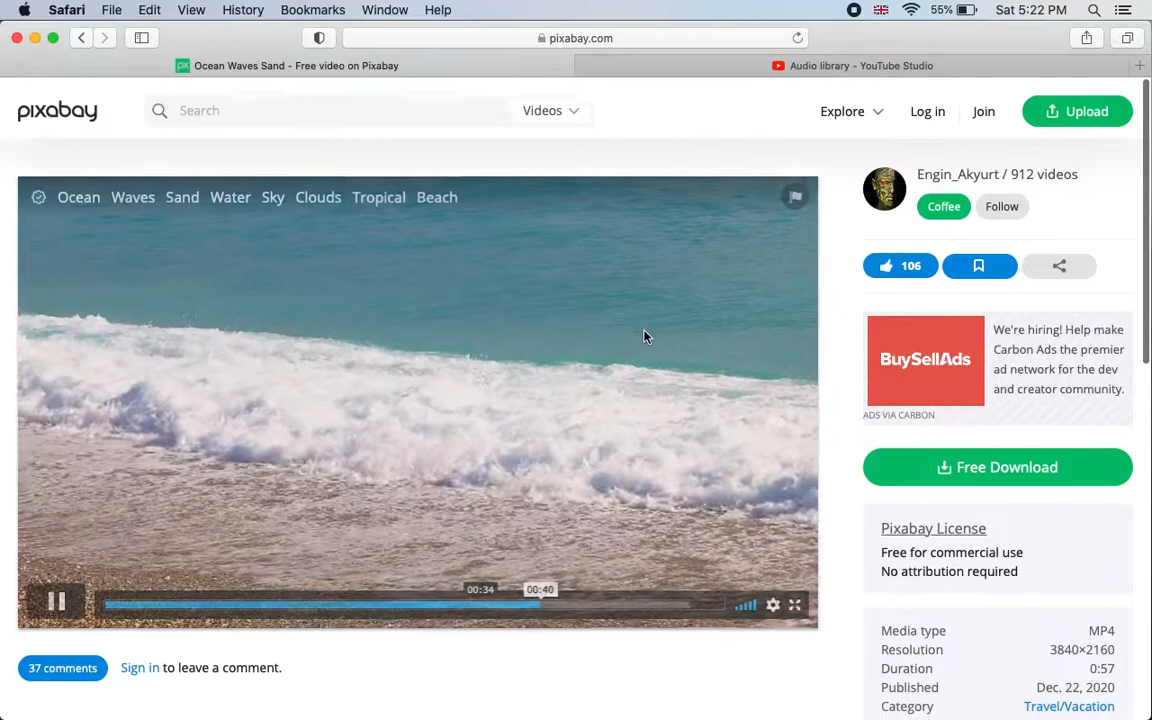 Safari File Edit View History Bookmarks Window Help 55% Sat 5:22 PM
pixabay.com
px Ocean Waves Sand - Free video on Pixabay Audio library - YouTube Studio
pixabay Search Videos Explore Log in Join Upload
Ocean Waves Sand Water Sky Clouds Tropical Beach
Engin_Akyurt / 912 videos
Coffee Follow
106
BuySellAds
We're hiring! Help make
Carbon Ads the premier
ad network for the dev
and creator community.
ADS VIA CARBON
Free Download
Pixabay License
Free for commercial use
No attribution required
00:34 00:40
Media type MP4
Resolution 3840×2160
Duration 0:57
Published Dec. 22, 2020
Category Travel/Vacation
37 comments Sign in to leave a comment.